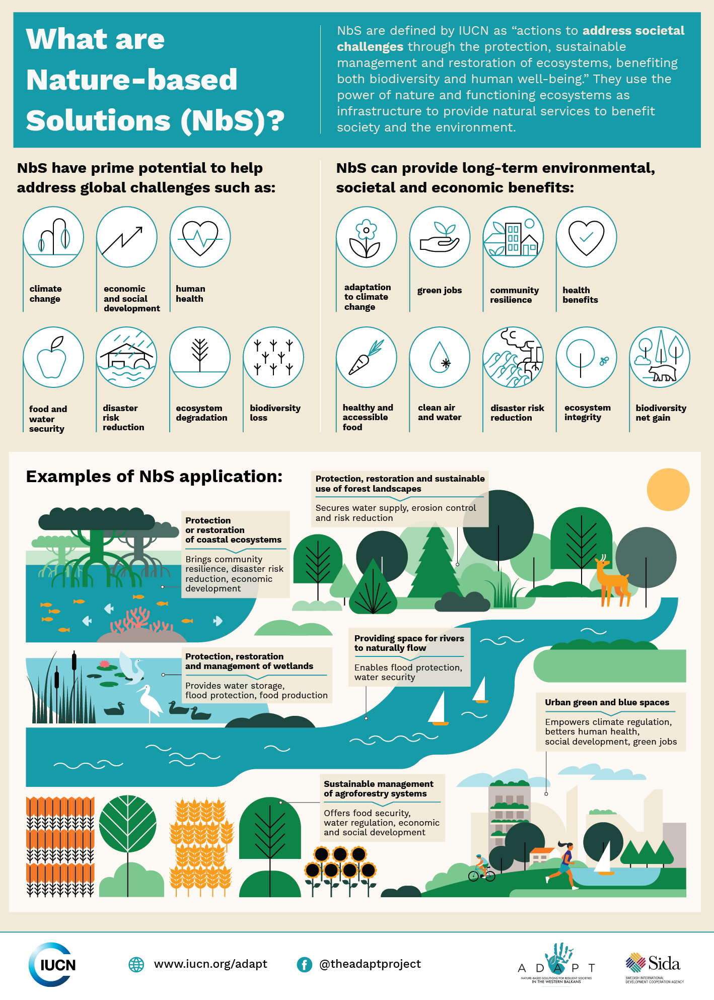 What are
Nature-based
Solutions (NbS)?
NbS are defined by IUCN as “actions to address societal
challenges through the protection, sustainable
management and restoration of ecosystems, benefiting
both biodiversity and human well-being.” They use the
power of nature and functioning ecosystems as
infrastructure to provide natural services to benefit
society and the environment.
NbS have prime potential to help
address global challenges such as:
climate
change
economic
and social
development
human
health
food and
water
security
disaster
risk
reduction
ecosystem
degradation
biodiversity
loss
NbS can provide long-term environmental,
societal and economic benefits:
adaptation
to climate
change
green jobs
community
resilience
health
benefits
healthy and
accessible
food
clean air
and water
disaster risk
reduction
ecosystem
integrity
biodiversity
net gain
Examples of NbS application:
Protection, restoration and sustainable
use of forest landscapes
Secures water supply, erosion control
and risk reduction
Protection
or restoration
of coastal ecosystems
Brings community
resilience, disaster risk
reduction, economic
development
Providing space for rivers
to naturally flow
Enables flood protection,
water security
Protection, restoration
and management of wetlands
Provides water storage,
flood protection, food production
Urban green and blue spaces
Empowers climate regulation,
betters human health,
social development, green jobs
Sustainable management
of agroforestry systems
Offers food security,
water regulation, economic
and social development
IUCN
www.iucn.org/adapt
@theadaptproject
ADAPT
NATURE-BASED SOLUTIONS FOR RESILIENT SOCIETIES
IN THE WESTERN BALKANS
Sida
SWEDISH INTERNATIONAL
DEVELOPMENT COOPERATION AGENCY